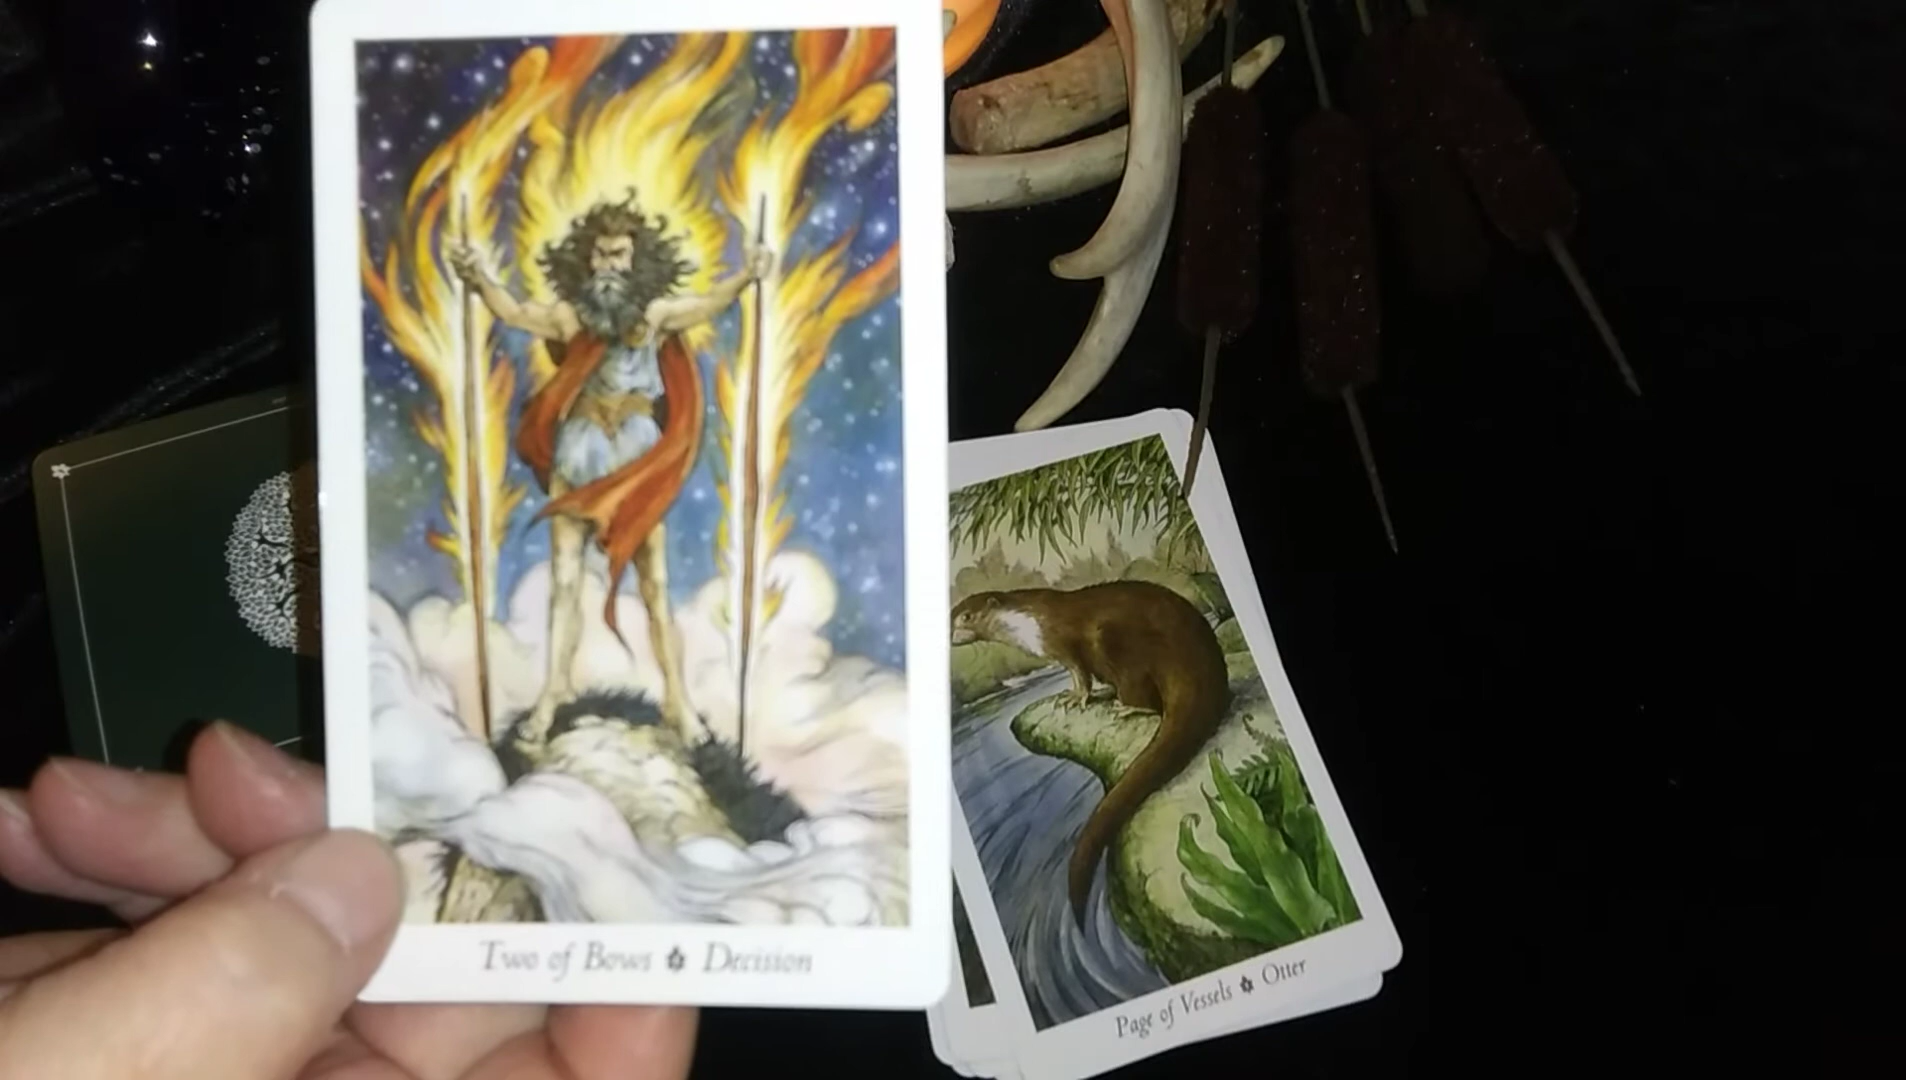 Two of Bows ✽ Decision
Page of Vessels ✽ Otter